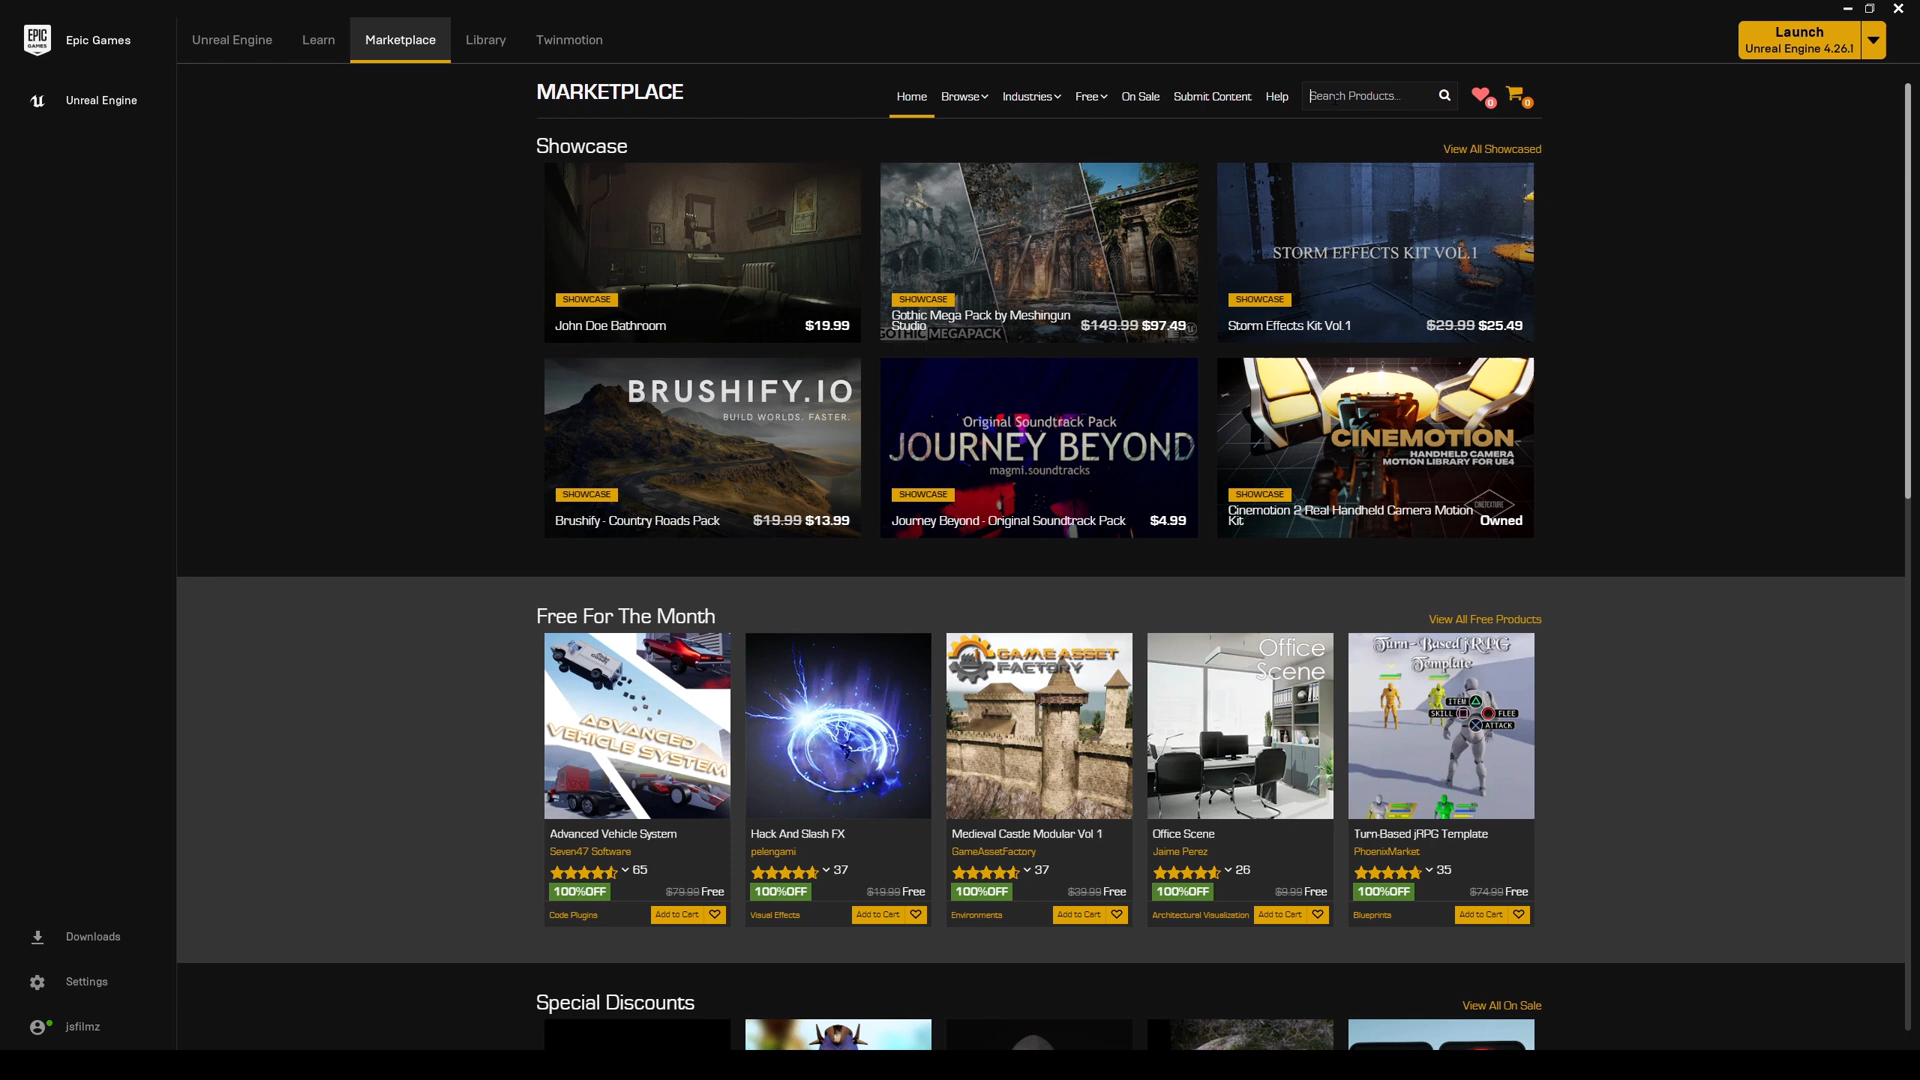 EPIC GAMES
Epic Games
Unreal Engine
Learn
Marketplace
Library
Twinmotion
Launch
Unreal Engine 4.26.1
Unreal Engine
MARKETPLACE
Home
Browse
Industries
Free
On Sale
Submit Content
Help
Search Products...
0
0
Showcase
View All Showcased
SHOWCASE
John Doe Bathroom
$19.99
SHOWCASE
Gothic Mega Pack by Meshingun
Studio
$149.99 $97.49
GOTHIC MEGAPACK
STORM EFFECTS KIT VOL.1
SHOWCASE
Storm Effects Kit Vol.1
$29.99 $25.49
BRUSHIFY.IO
BUILD WORLDS. FASTER.
SHOWCASE
Brushify - Country Roads Pack
$19.99 $13.99
Original Soundtrack Pack
JOURNEY BEYOND
magmi.soundtracks
SHOWCASE
Journey Beyond - Original Soundtrack Pack
$4.99
CINEMOTION
HANDHELD CAMERA
MOTION LIBRARY FOR UE4
SHOWCASE
Cinemotion 2 Real Handheld Camera Motion
Kit
Owned
Free For The Month
View All Free Products
ADVANCED
VEHICLE SYSTEM
Advanced Vehicle System
Seven47 Software
65
100%OFF
$79.99 Free
Code Plugins
Add to Cart
Hack And Slash FX
pelengami
37
100%OFF
$19.99 Free
Visual Effects
Add to Cart
GAME ASSET
FACTORY
Medieval Castle Modular Vol 1
GameAssetFactory
37
100%OFF
$39.99 Free
Environments
Add to Cart
Office
Scene
Office Scene
Jaime Perez
26
100%OFF
$9.99 Free
Architectural Visualization
Add to Cart
Turn-Based jRPG
Template
ITEM
SKILL
FLEE
ATTACK
Turn-Based jRPG Template
PhoenixMarket
35
100%OFF
$74.99 Free
Blueprints
Add to Cart
Special Discounts
View All On Sale
Downloads
Settings
jsfilmz